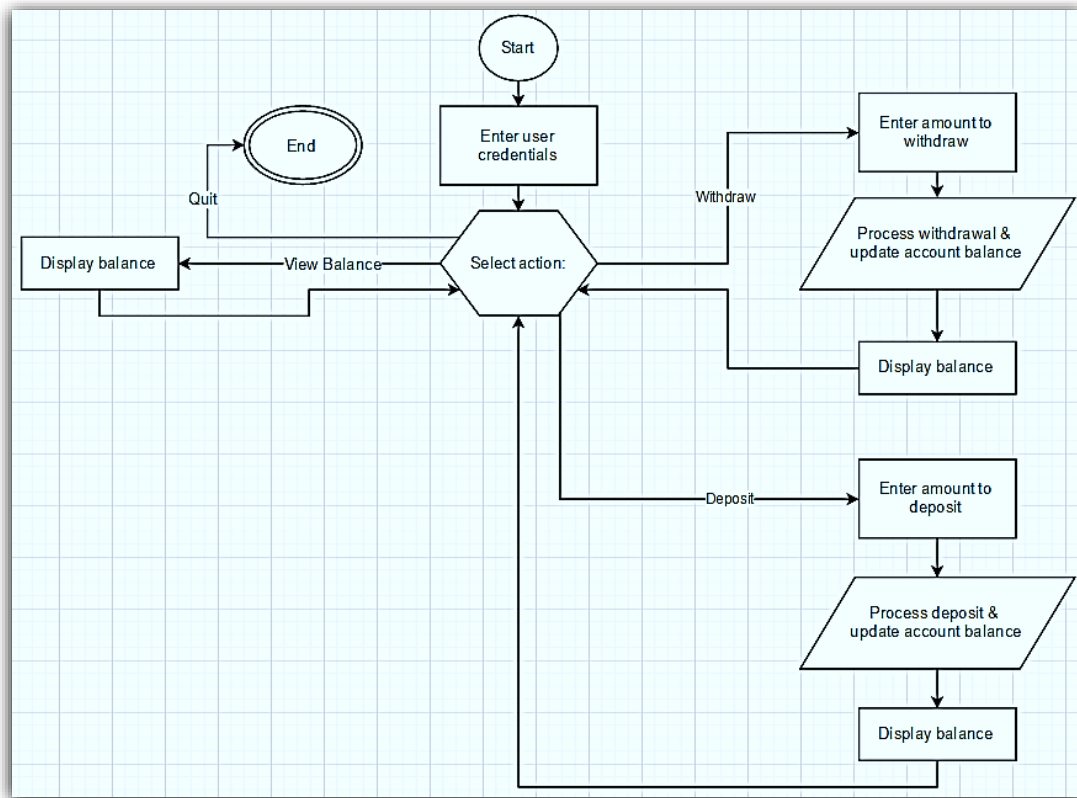 Start
Enter user
credentials
End
Quit
Select action:
View Balance
Display balance
Withdraw
Enter amount to
withdraw
Process withdrawal &
update account balance
Display balance
Deposit
Enter amount to
deposit
Process deposit &
update account balance
Display balance